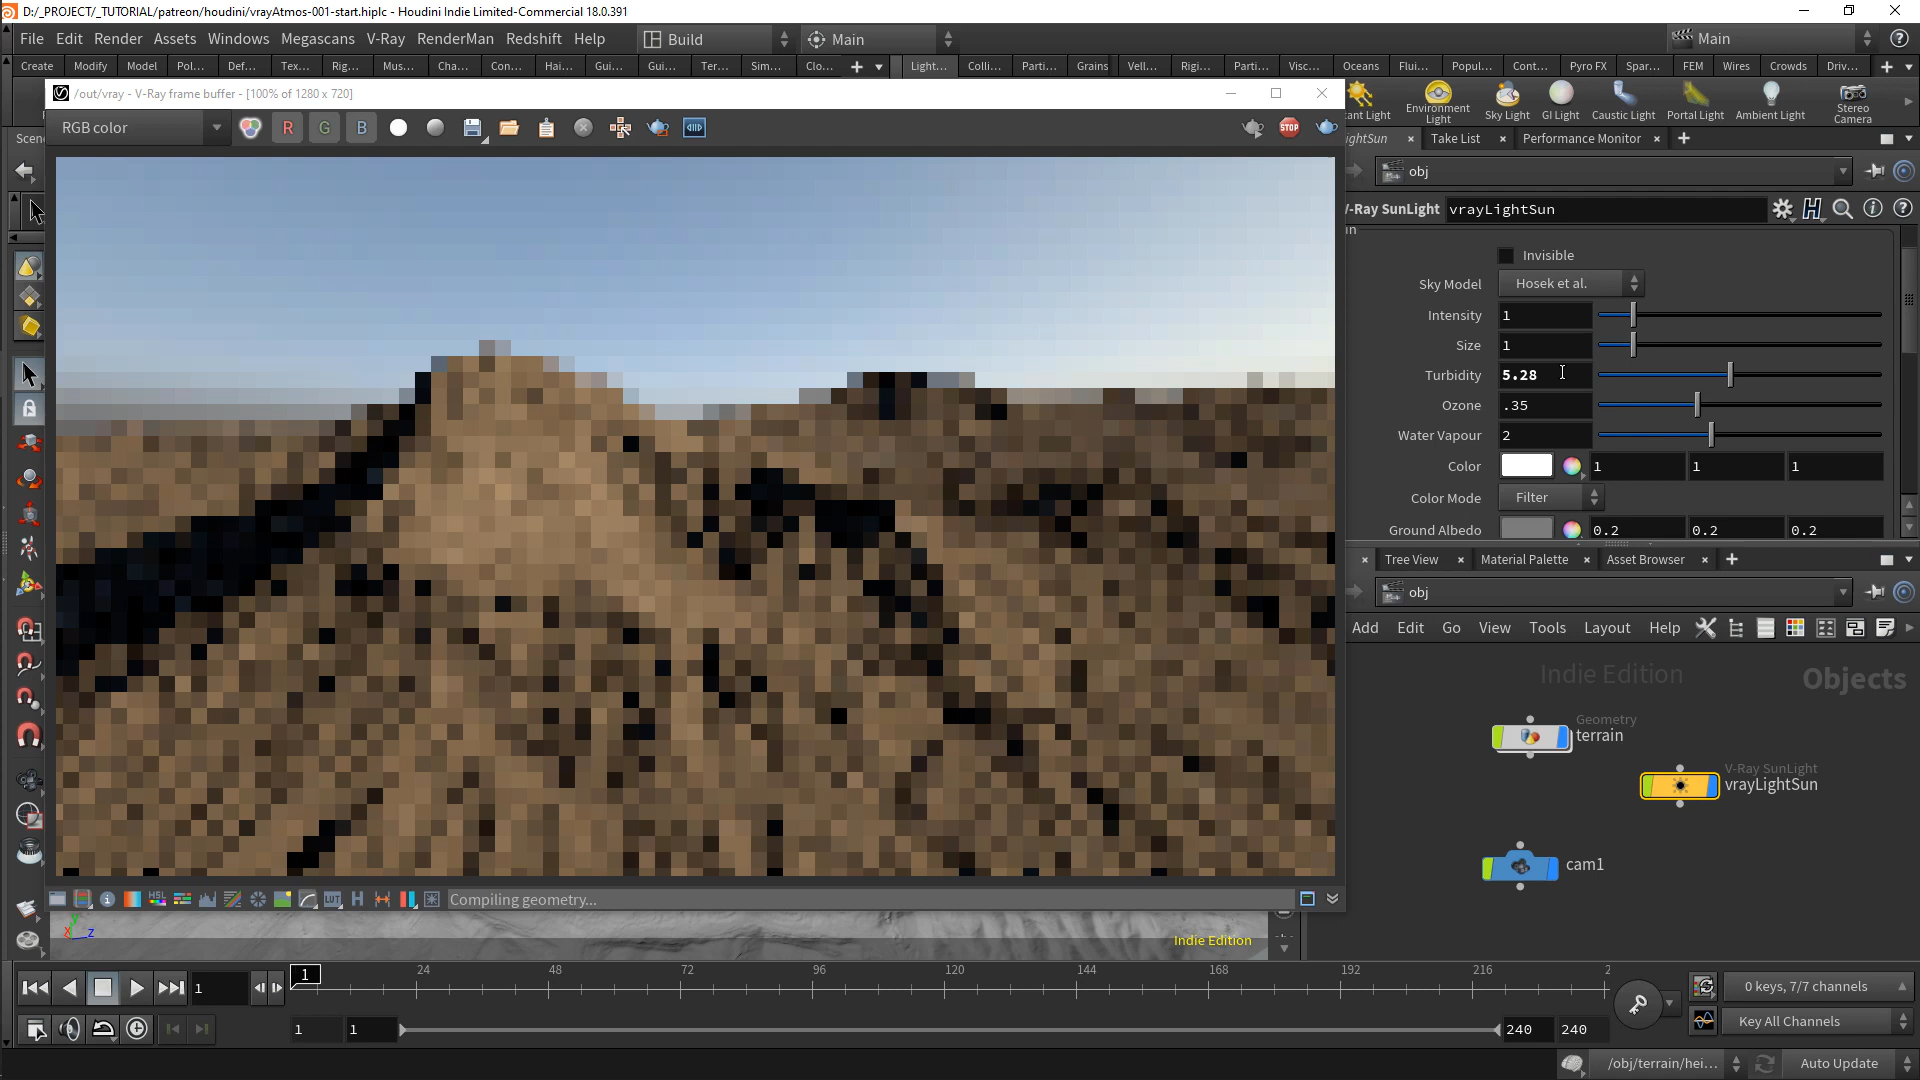 D:/_PROJECT/_TUTORIAL/patreon/houdini/vrayAtmos-001-start.hiplc - Houdini Indie Limited-Commercial 18.0.391
File Edit Render Assets Windows Megascans V-Ray RenderMan Redshift Help Build Main Main
Create Modify Model Pol... Def... Tex... Rig... Mus... Cha... Con... Hai... Gui... Gui... Ter... Sim... Clo... Light... Colli... Parti... Grains Vell... Rigi... Parti... Visc... Oceans Flui... Popul... Cont... Pyro FX Spar... FEM Wires Crowds Driv...
/out/vray - V-Ray frame buffer - [100% of 1280 x 720]
Environment Light Sky Light GI Light Caustic Light Portal Light Ambient Light Stereo Camera
RGB color R G B STOP
Scen
Take List Performance Monitor
obj
V-Ray SunLight vrayLightSun
Invisible
Sky Model Hosek et al.
Intensity 1
Size 1
Turbidity 5.28
Ozone .35
Water Vapour 2
Color 1 1 1
Color Mode Filter
Ground Albedo 0.2 0.2 0.2
Tree View Material Palette Asset Browser
obj
Add Edit Go View Tools Layout Help
Indie Edition Objects
Geometry
terrain
V-Ray SunLight
vrayLightSun
cam1
HSL LUT H Compiling geometry...
y x z
Indie Edition
1 1 24 48 72 96 120 144 168 192 216 2
0 keys, 7/7 channels
1 1 240 240 Key All Channels
/obj/terrain/hei... Auto Update